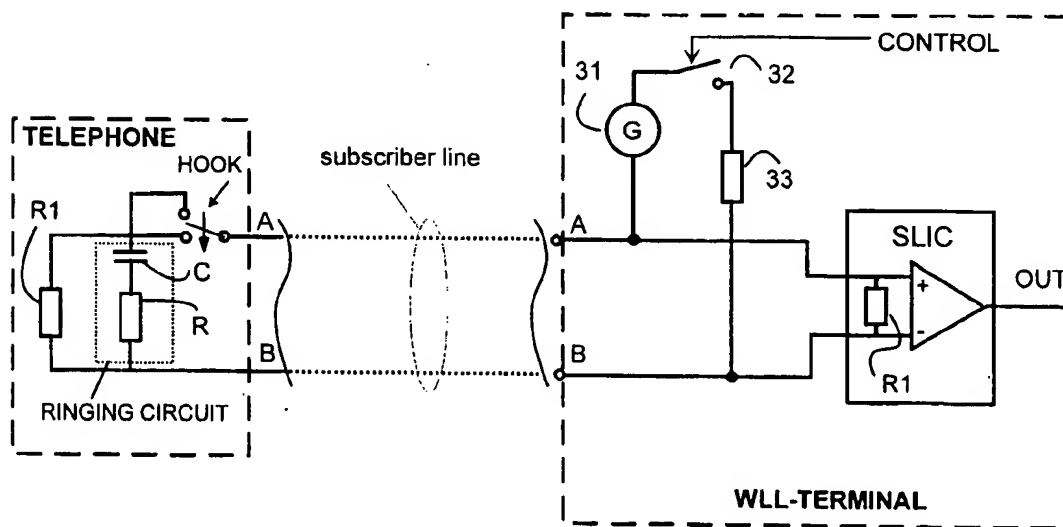 CONTROL
31
32
G
33
TELEPHONE
HOOK
subscriber line
R1
A
A
C
R
B
B
RINGING CIRCUIT
SLIC
+
-
R1
OUT
WLL-TERMINAL